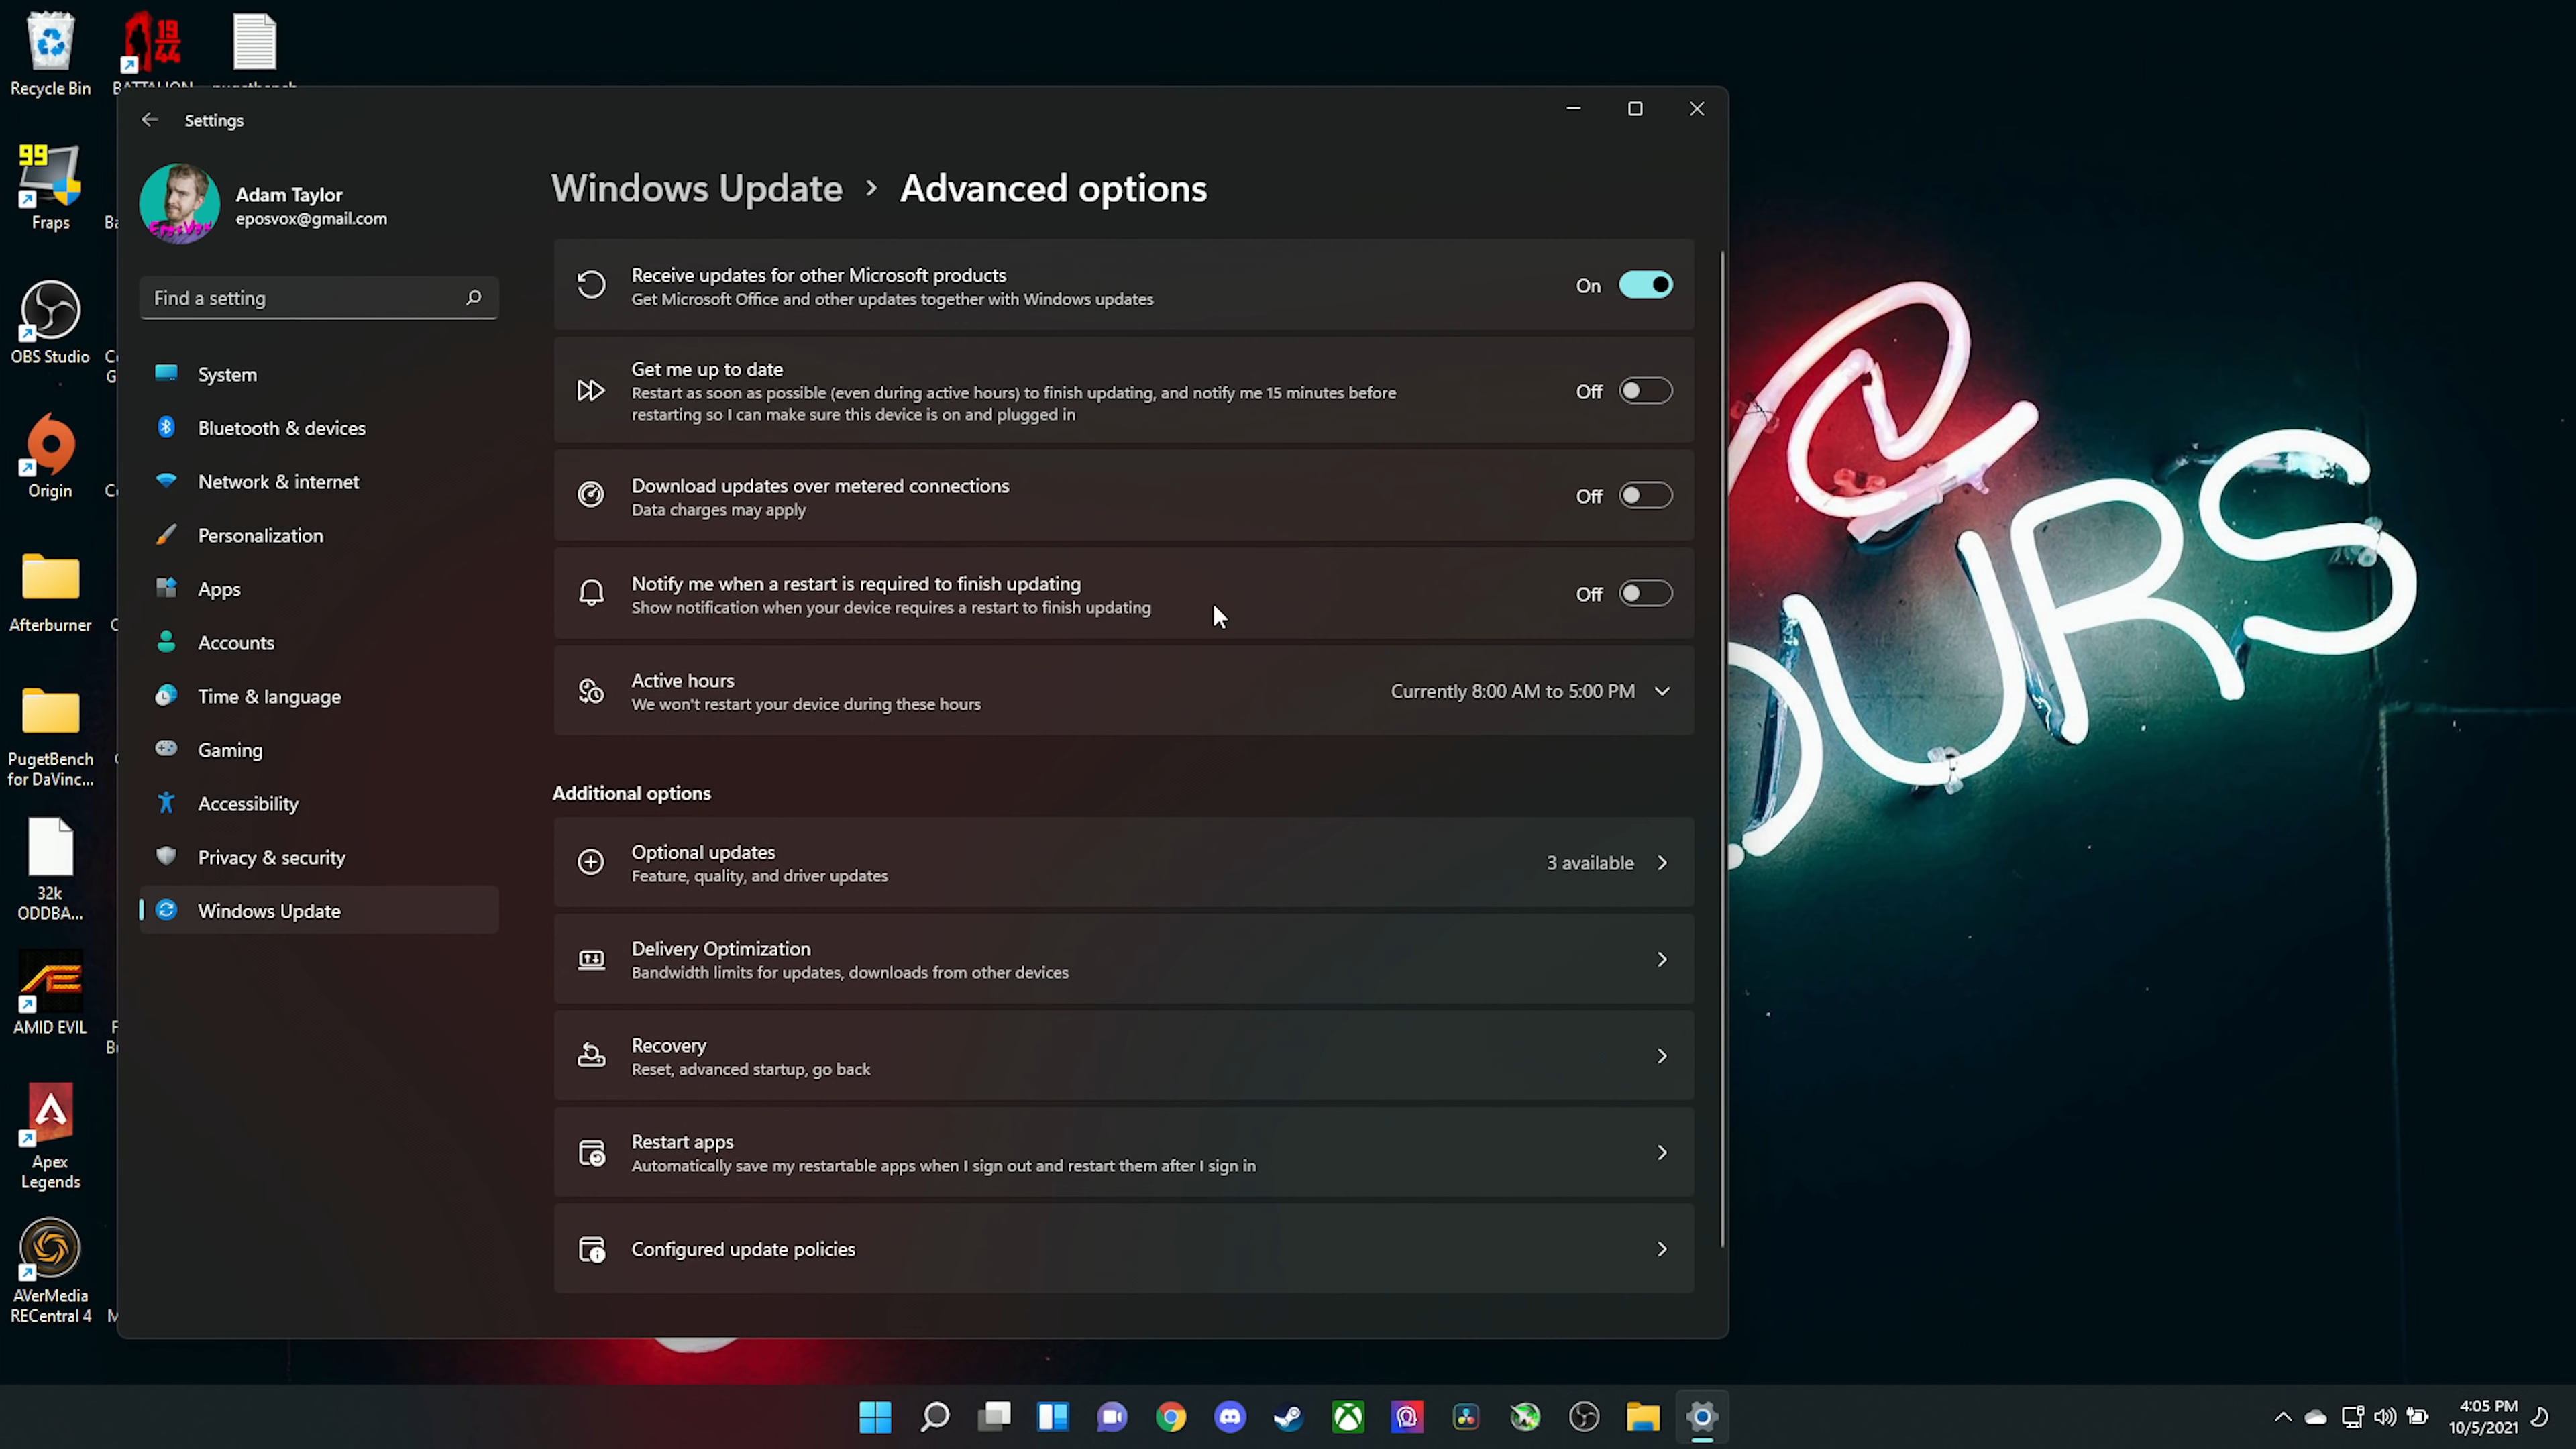 Recycle Bin
19
44
99
Fraps
OBS Studio
Origin
Afterburner
PugetBench
for DaVinc...
32k
ODDBA...
AMID EVIL
Apex
Legends
AVerMedia
RECentral 4
Settings
Adam Taylor
eposvox@gmail.com
Find a setting
System
Bluetooth & devices
Network & internet
Personalization
Apps
Accounts
Time & language
Gaming
Accessibility
Privacy & security
Windows Update
Windows Update > Advanced options
Receive updates for other Microsoft products
Get Microsoft Office and other updates together with Windows updates
On
Get me up to date
Restart as soon as possible (even during active hours) to finish updating, and notify me 15 minutes before
restarting so I can make sure this device is on and plugged in
Off
Download updates over metered connections
Data charges may apply
Off
Notify me when a restart is required to finish updating
Show notification when your device requires a restart to finish updating
Off
Active hours
We won't restart your device during these hours
Currently 8:00 AM to 5:00 PM
Additional options
Optional updates
Feature, quality, and driver updates
3 available
Delivery Optimization
Bandwidth limits for updates, downloads from other devices
Recovery
Reset, advanced startup, go back
Restart apps
Automatically save my restartable apps when I sign out and restart them after I sign in
Configured update policies
OURS
4:05 PM
10/5/2021